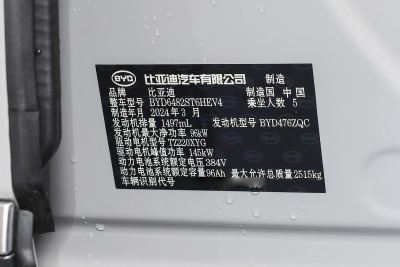 BYD 比亚迪汽车有限公司 制造
品牌 比亚迪 制造国 中国
整车型号 BYD6482ST6HEV4 乘坐人数 5
制造年月 2024年3月
发动机排量 1497mL 发动机型号 BYD476ZQC
发动机最大净功率 96kW
驱动电机型号 TZ220XYG
驱动电机峰值功率 145kW
动力电池系统额定电压 384V
动力电池系统额定容量 96Ah 最大允许总质量 2515kg
车辆识别代号